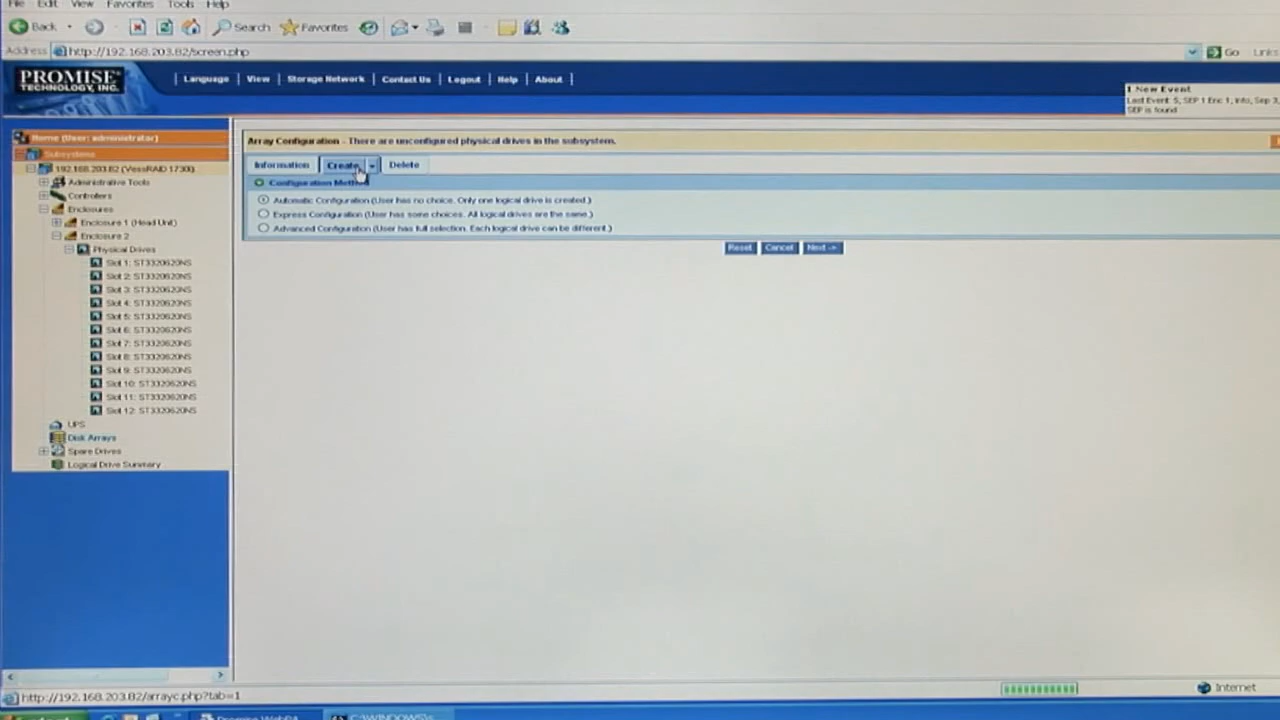 File Edit View Favorites Tools Help
Back Search Favorites
Address http://192.168.203.82/screen.php Go Links
PROMISE
TECHNOLOGY, INC.
Language | View | Storage Network | Contact Us | Logout | Help | About |
1 New Event
Last Event: 5, SEP 1 Enc 1, Info, Sep 3,
SEP is found
Home (User: administrator)
Subsystems
192.168.203.82 (VessRAID 1730i)
Administrative Tools
Controllers
Enclosures
Enclosure 1 (Head Unit)
Enclosure 2
Physical Drives
Slot 1: ST3320620NS
Slot 2: ST3320620NS
Slot 3: ST3320620NS
Slot 4: ST3320620NS
Slot 5: ST3320620NS
Slot 6: ST3320620NS
Slot 7: ST3320620NS
Slot 8: ST3320620NS
Slot 9: ST3320620NS
Slot 10: ST3320620NS
Slot 11: ST3320620NS
Slot 12: ST3320620NS
UPS
Disk Arrays
Spare Drives
Logical Drive Summary
Array Configuration - There are unconfigured physical drives in the subsystem.
Information Create Delete
Configuration Method
Automatic Configuration (User has no choice. Only one logical drive is created.)
Express Configuration (User has some choices. All logical drives are the same.)
Advanced Configuration (User has full selection. Each logical drive can be different.)
Reset Cancel Next ->
http://192.168.203.82/arrayc.php?tab=1 Internet